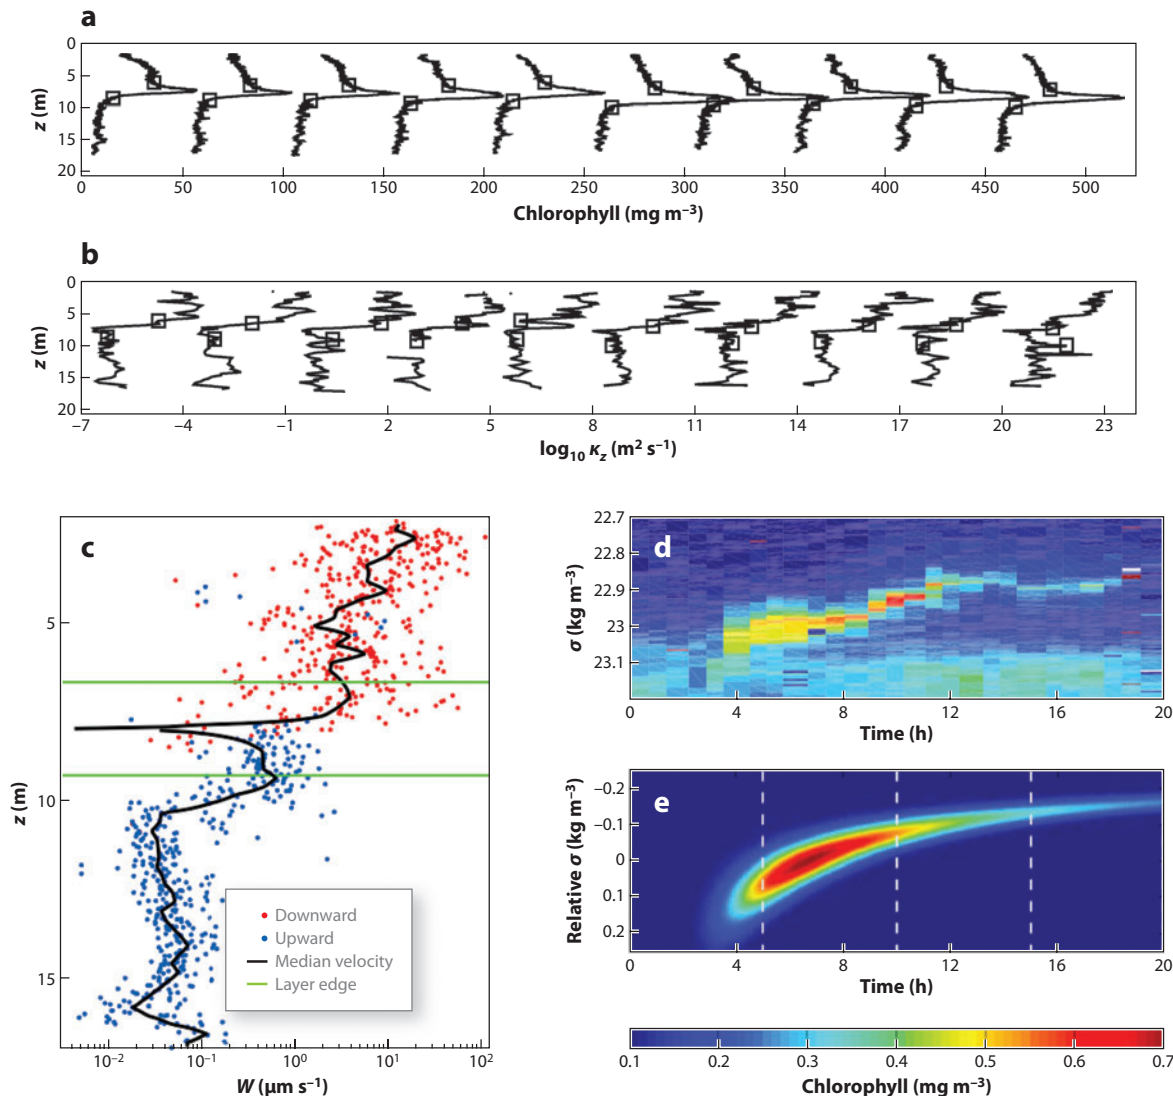 a
0
5
10
15
20
z (m)
0 50 100 150 200 250 300 350 400 450 500
Chlorophyll (mg m⁻³)
b
0
5
10
15
20
z (m)
−7 −4 −1 2 5 8 11 14 17 20 23
log₁₀ κz (m² s⁻¹)
c
5
10
15
z (m)
Downward
Upward
Median velocity
Layer edge
10⁻² 10⁻¹ 10⁰ 10¹ 10²
W (μm s⁻¹)
d
22.7
22.8
22.9
23
23.1
σ (kg m⁻³)
0 4 8 12 16 20
Time (h)
e
−0.2
−0.1
0
0.1
0.2
Relative σ (kg m⁻³)
0 4 8 12 16 20
Time (h)
0.1 0.2 0.3 0.4 0.5 0.6 0.7
Chlorophyll (mg m⁻³)